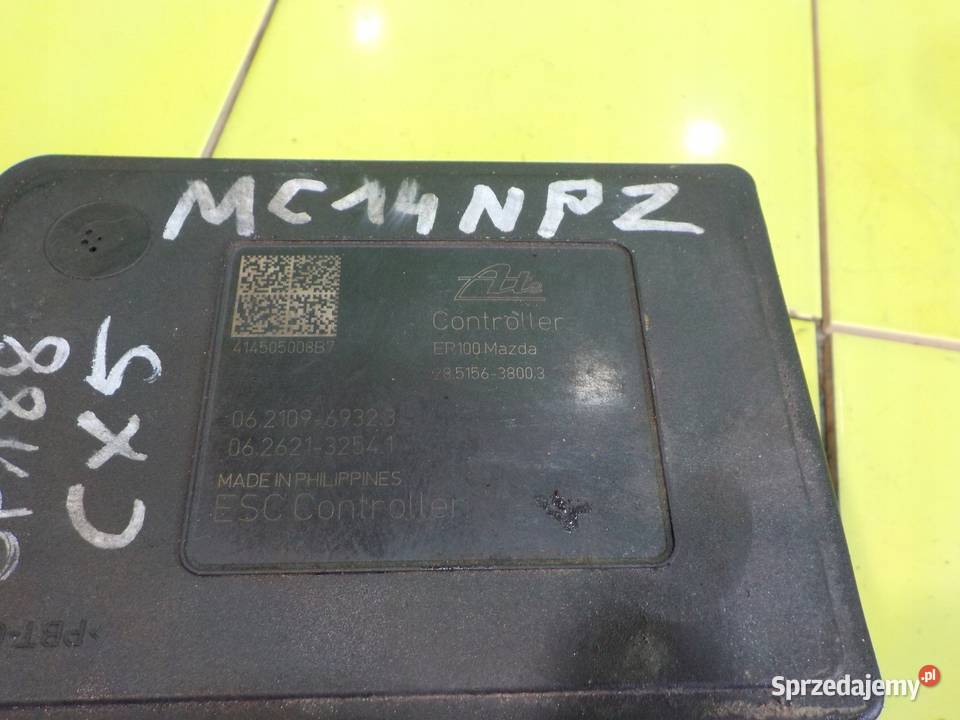 MC14NPZ
Ate
Controller
414505008B7
ER100 Mazda
28.5156-3800.3
06.2109-6932.3
06.2621-3254.1
MADE IN PHILIPPINES
ESC Controller
CX5
Sprzedajemy.pl